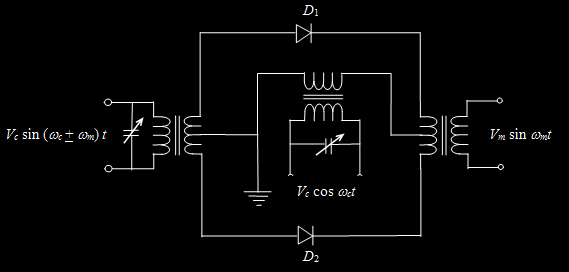 D1
Vc sin (ωc ± ωm) t
Vm sin ωmt
Vc cos ωct
D2